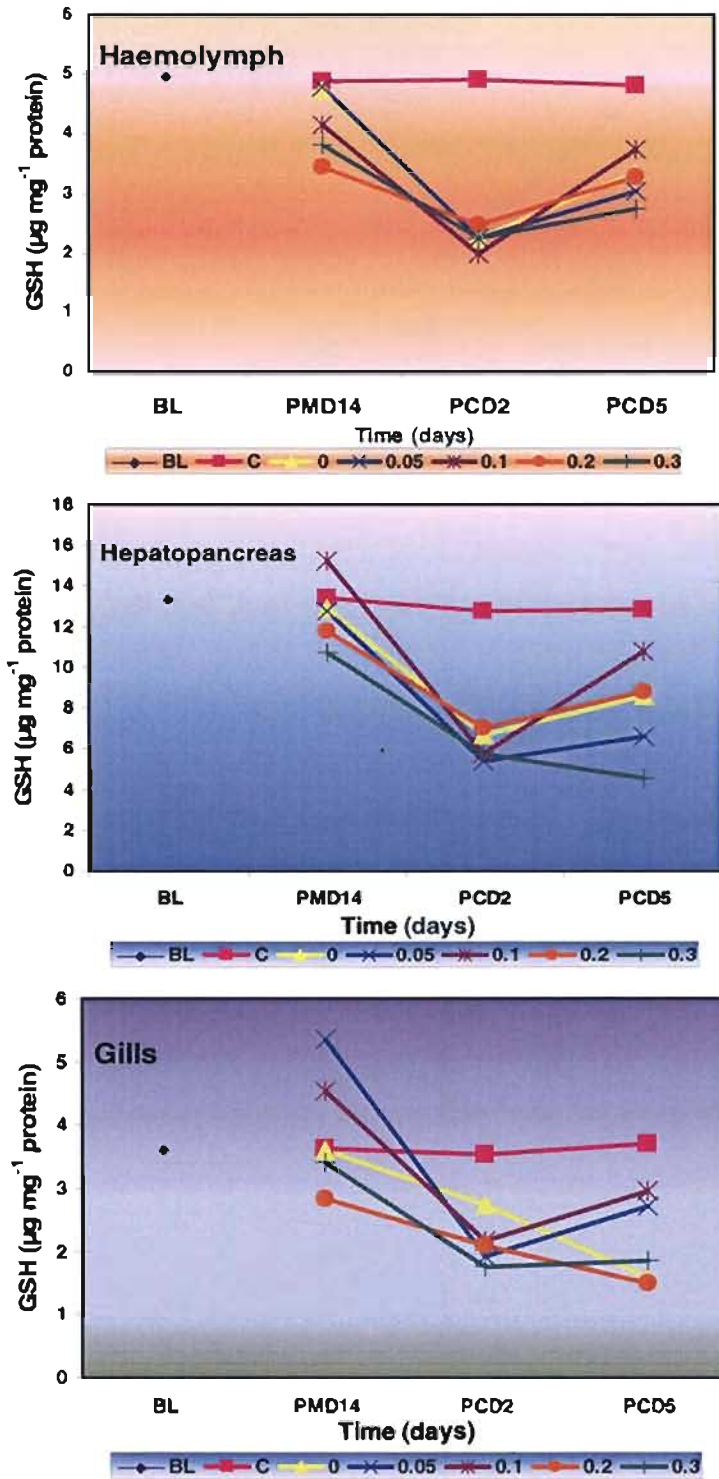 6
Haemolymph
5
4
3
2
1
0
GSH (µg mg⁻¹ protein)
BL PMD14 PCD2 PCD5
Time (days)
BL C 0 0.05 0.1 0.2 0.3
18
16
Hepatopancreas
14
12
10
8
6
4
2
0
GSH (µg mg⁻¹ protein)
BL PMD14 PCD2 PCD5
Time (days)
BL C 0 0.05 0.1 0.2 0.3
6
Gills
5
4
3
2
1
0
GSH (µg mg⁻¹ protein)
BL PMD14 PCD2 PCD5
Time (days)
BL C 0 0.05 0.1 0.2 0.3